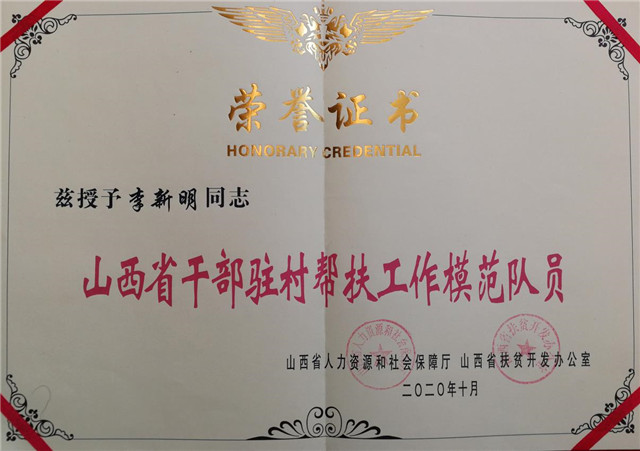 荣誉证书
HONORARY CREDENTIAL
兹授予李新明同志
山西省干部驻村帮扶工作模范队员
山西省人力资源和社会保障厅 山西省扶贫开发办公室
二〇二〇年十月